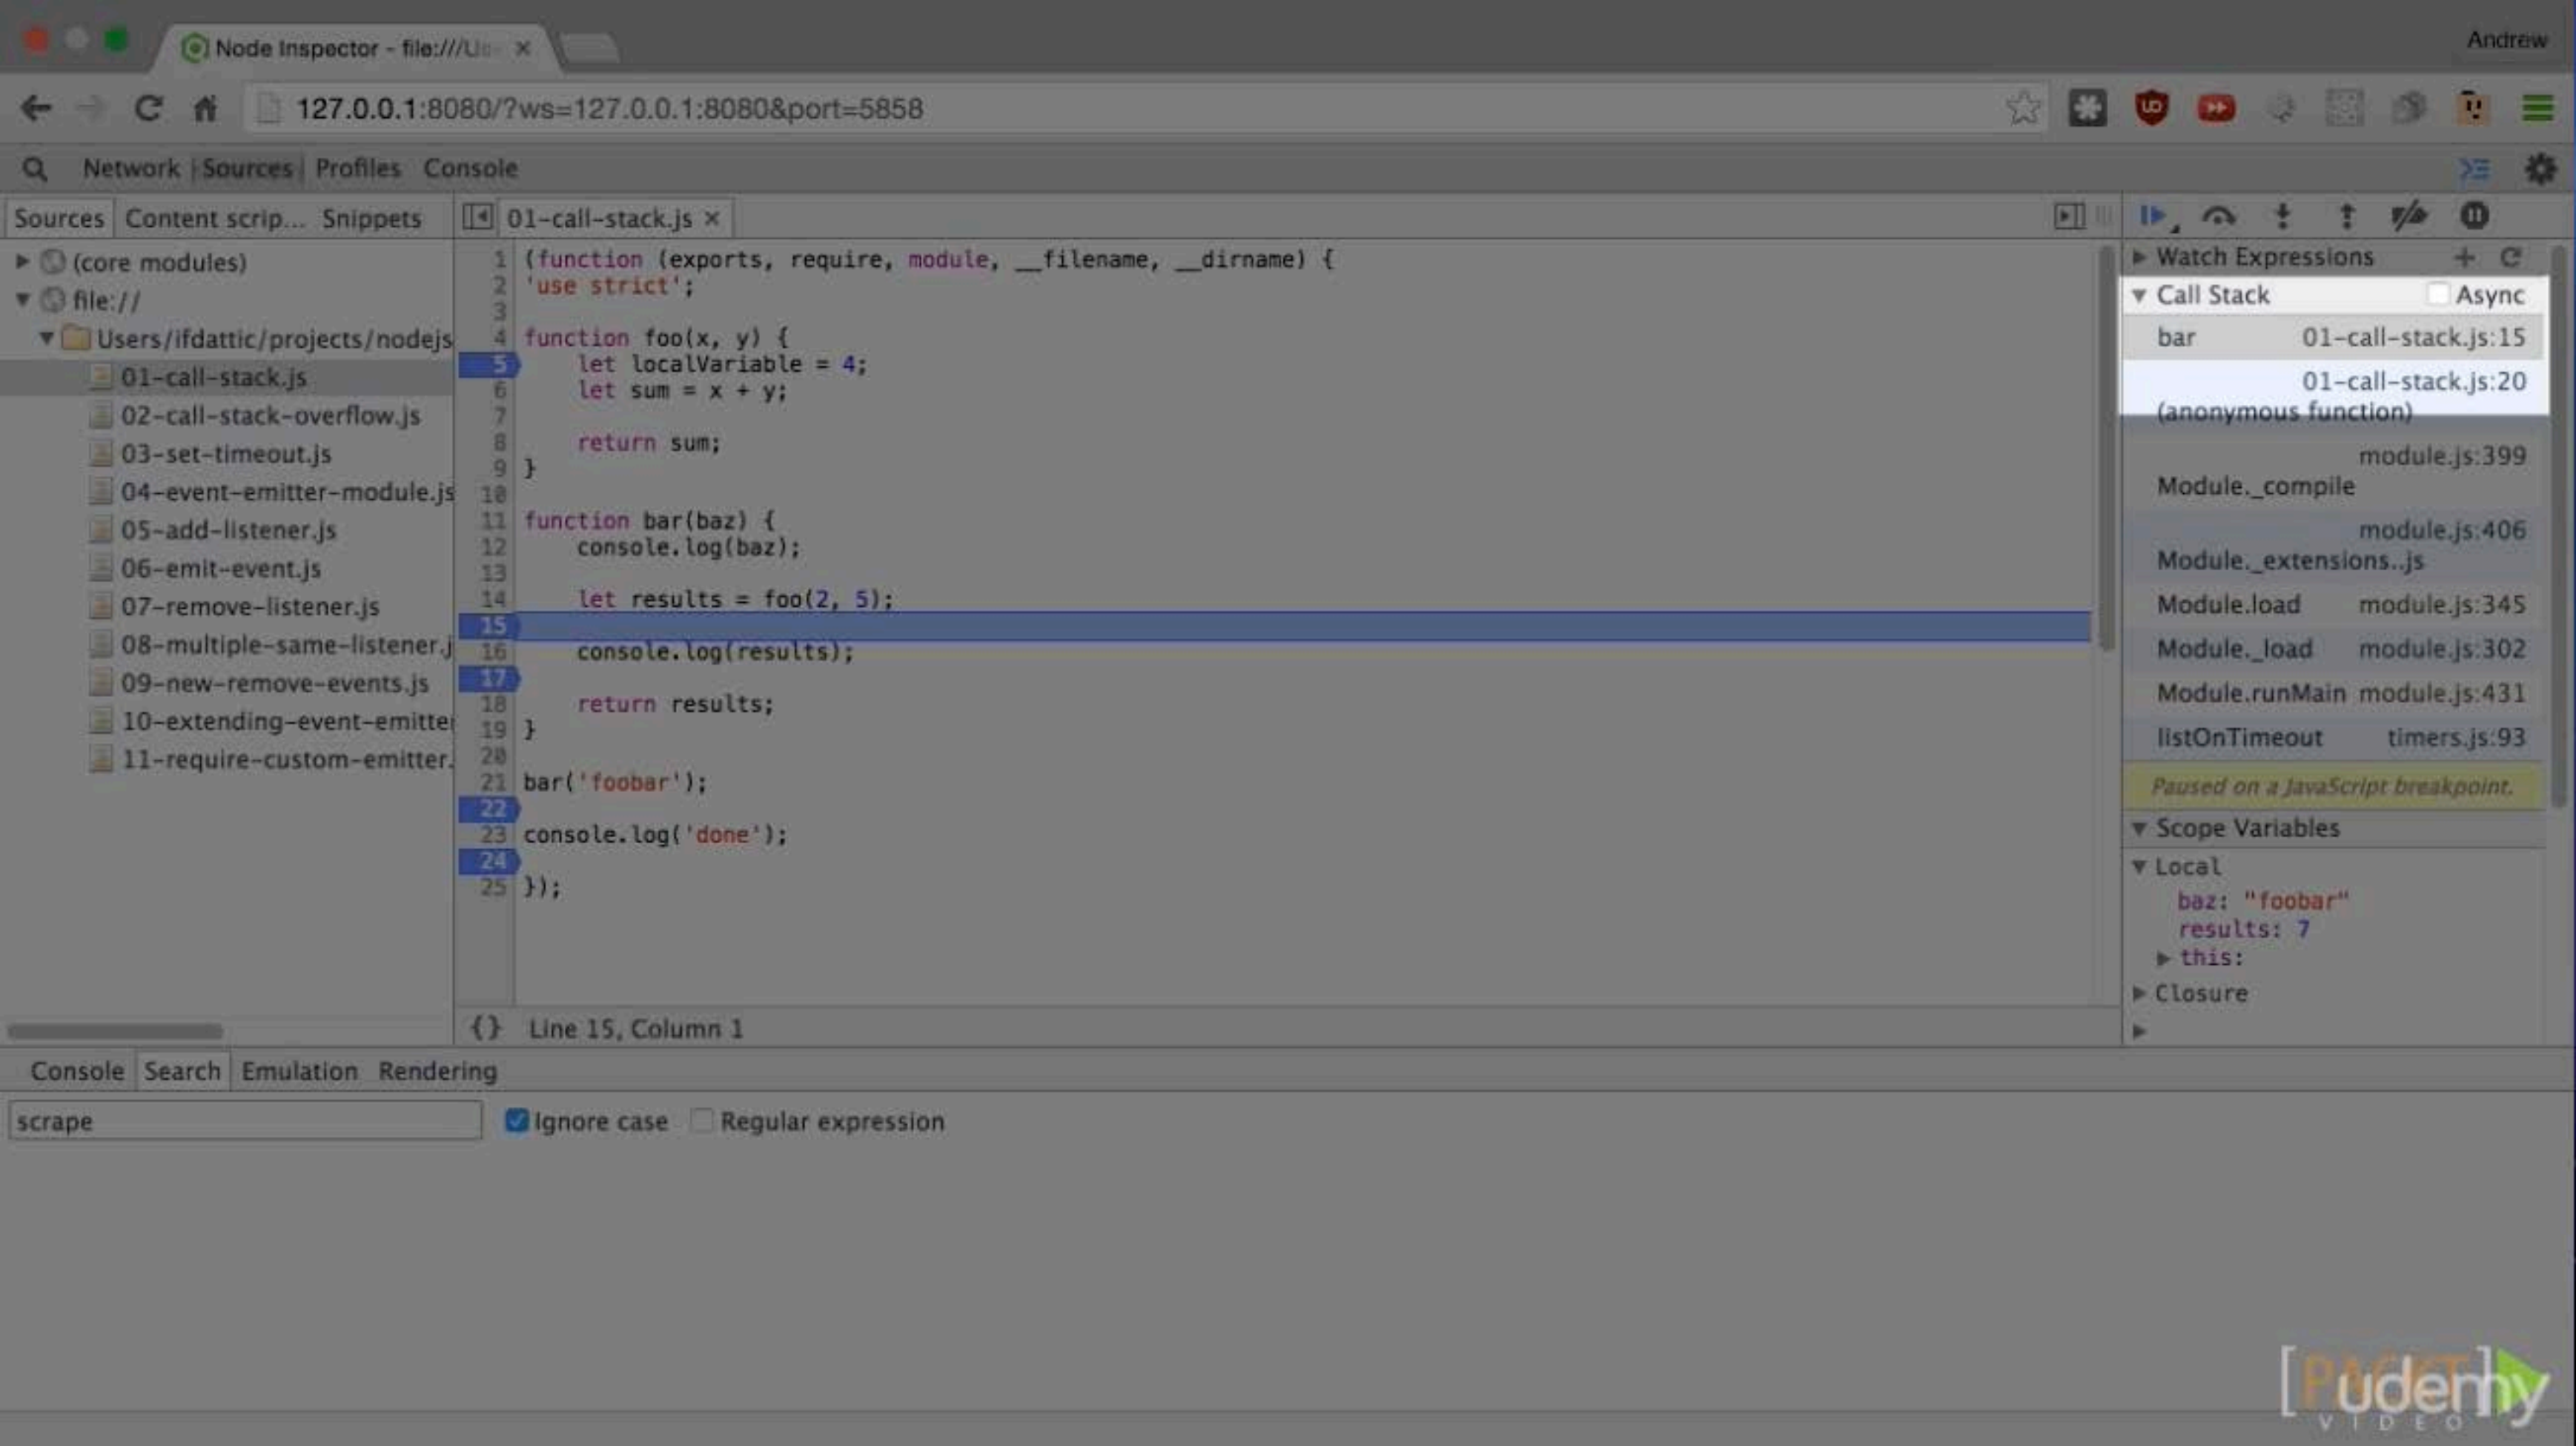 Node Inspector - file:///Us
Andrew
127.0.0.1:8080/?ws=127.0.0.1:8080&port=5858
Network Sources Profiles Console
Sources Content scrip... Snippets
01-call-stack.js
(core modules)
file://
Users/ifdattic/projects/nodejs
01-call-stack.js
02-call-stack-overflow.js
03-set-timeout.js
04-event-emitter-module.js
05-add-listener.js
06-emit-event.js
07-remove-listener.js
08-multiple-same-listener.j
09-new-remove-events.js
10-extending-event-emitter
11-require-custom-emitter.
1 (function (exports, require, module, __filename, __dirname) {
2 'use strict';
3
4 function foo(x, y) {
5 let localVariable = 4;
6 let sum = x + y;
7
8 return sum;
9 }
10
11 function bar(baz) {
12 console.log(baz);
13
14 let results = foo(2, 5);
15
16 console.log(results);
17
18 return results;
19 }
20
21 bar('foobar');
22
23 console.log('done');
24
25 });
{} Line 15, Column 1
Watch Expressions
Call Stack Async
bar 01-call-stack.js:15
01-call-stack.js:20
(anonymous function)
module.js:399
Module._compile
module.js:406
Module._extensions..js
Module.load module.js:345
Module._load module.js:302
Module.runMain module.js:431
listOnTimeout timers.js:93
Paused on a JavaScript breakpoint.
Scope Variables
Local
baz: "foobar"
results: 7
this:
Closure
Console Search Emulation Rendering
scrape Ignore case Regular expression
[PACKT]
udemy
VIDEO